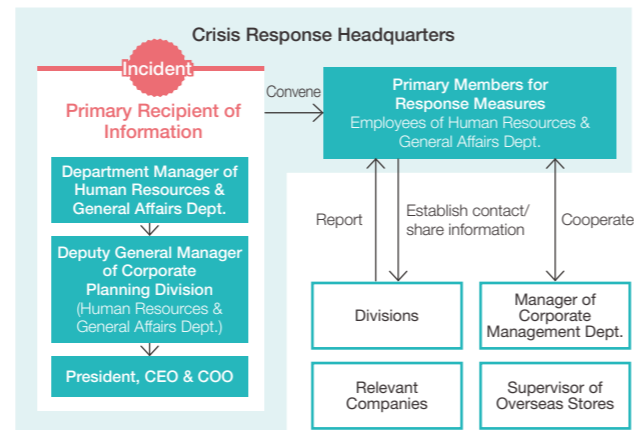 Crisis Response Headquarters
Incident
Primary Recipient of
Information
Department Manager of
Human Resources &
General Affairs Dept.
Deputy General Manager
of Corporate
Planning Division
(Human Resources &
General Affairs Dept.)
President, CEO & COO
Convene
Primary Members for
Response Measures
Employees of Human Resources &
General Affairs Dept.
Report
Establish contact/
share information
Cooperate
Divisions
Manager of
Corporate
Management Dept.
Relevant
Companies
Supervisor of
Overseas Stores